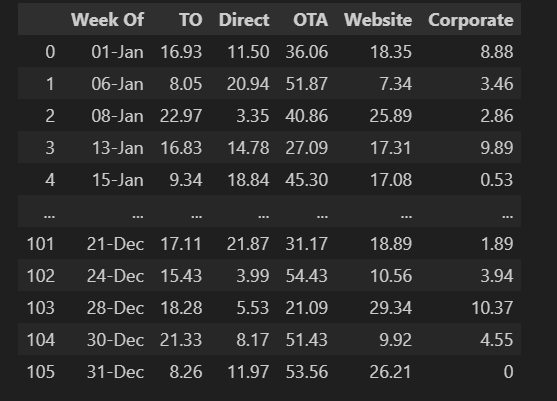 Week Of TO Direct OTA Website Corporate
0 01-Jan 16.93 11.50 36.06 18.35 8.88
1 06-Jan 8.05 20.94 51.87 7.34 3.46
2 08-Jan 22.97 3.35 40.86 25.89 2.86
3 13-Jan 16.83 14.78 27.09 17.31 9.89
4 15-Jan 9.34 18.84 45.30 17.08 0.53
... ... ... ... ... ... ...
101 21-Dec 17.11 21.87 31.17 18.89 1.89
102 24-Dec 15.43 3.99 54.43 10.56 3.94
103 28-Dec 18.28 5.53 21.09 29.34 10.37
104 30-Dec 21.33 8.17 51.43 9.92 4.55
105 31-Dec 8.26 11.97 53.56 26.21 0